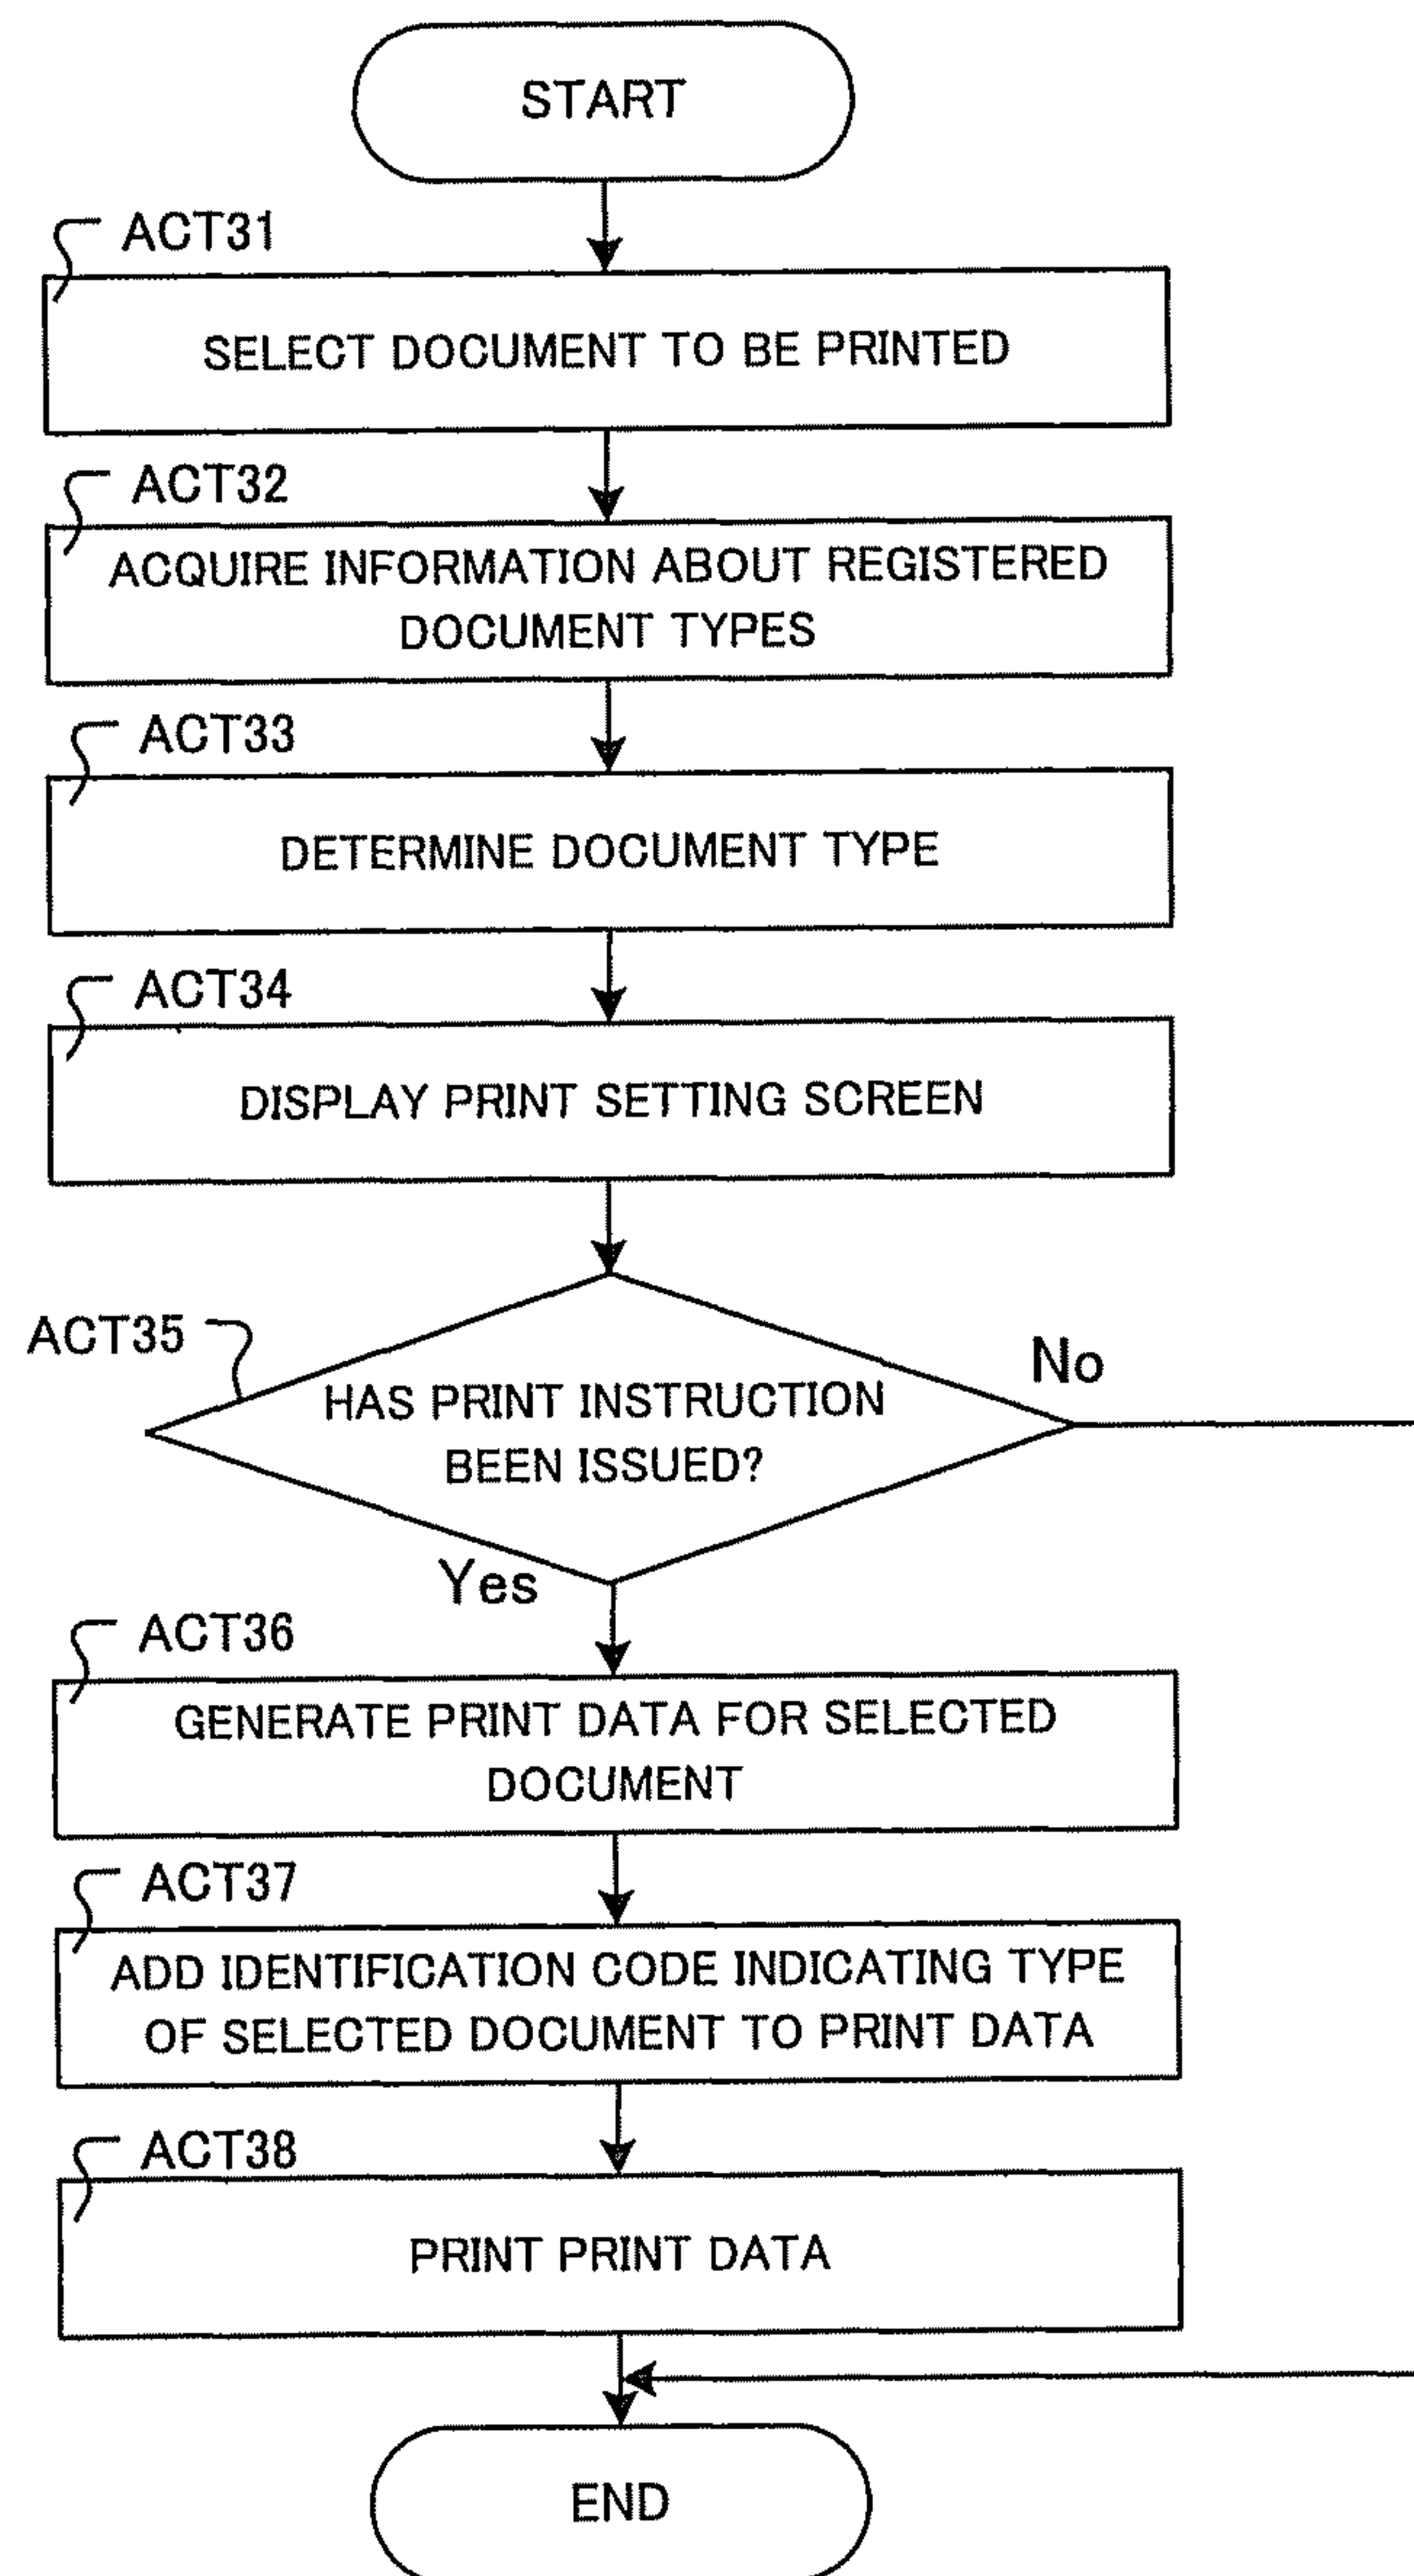 START
ACT31
SELECT DOCUMENT TO BE PRINTED
ACT32
ACQUIRE INFORMATION ABOUT REGISTERED
DOCUMENT TYPES
ACT33
DETERMINE DOCUMENT TYPE
ACT34
DISPLAY PRINT SETTING SCREEN
ACT35
No
HAS PRINT INSTRUCTION
BEEN ISSUED?
Yes
ACT36
GENERATE PRINT DATA FOR SELECTED
DOCUMENT
ACT37
ADD IDENTIFICATION CODE INDICATING TYPE
OF SELECTED DOCUMENT TO PRINT DATA
ACT38
PRINT PRINT DATA
END